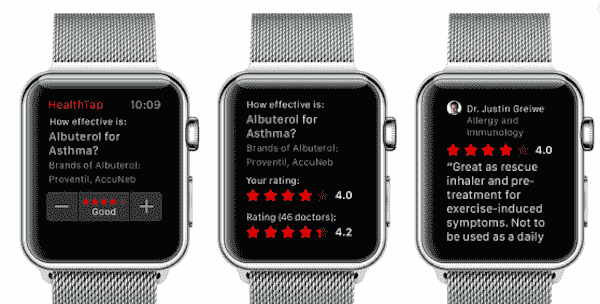 HealthTap 10:09
How effective is:
Albuterol for
Asthma?
Brands of Albuterol:
Proventil, AccuNeb
Good
How effective is:
Albuterol for
Asthma?
Brands of Albuterol:
Proventil, AccuNeb
Your rating:
4.0
Rating (46 doctors):
4.2
Dr. Justin Greiwe
Allergy and
Immunology
4.0
“Great as rescue
inhaler and pre-
treatment for
exercise-induced
symptoms. Not to
be used as a daily